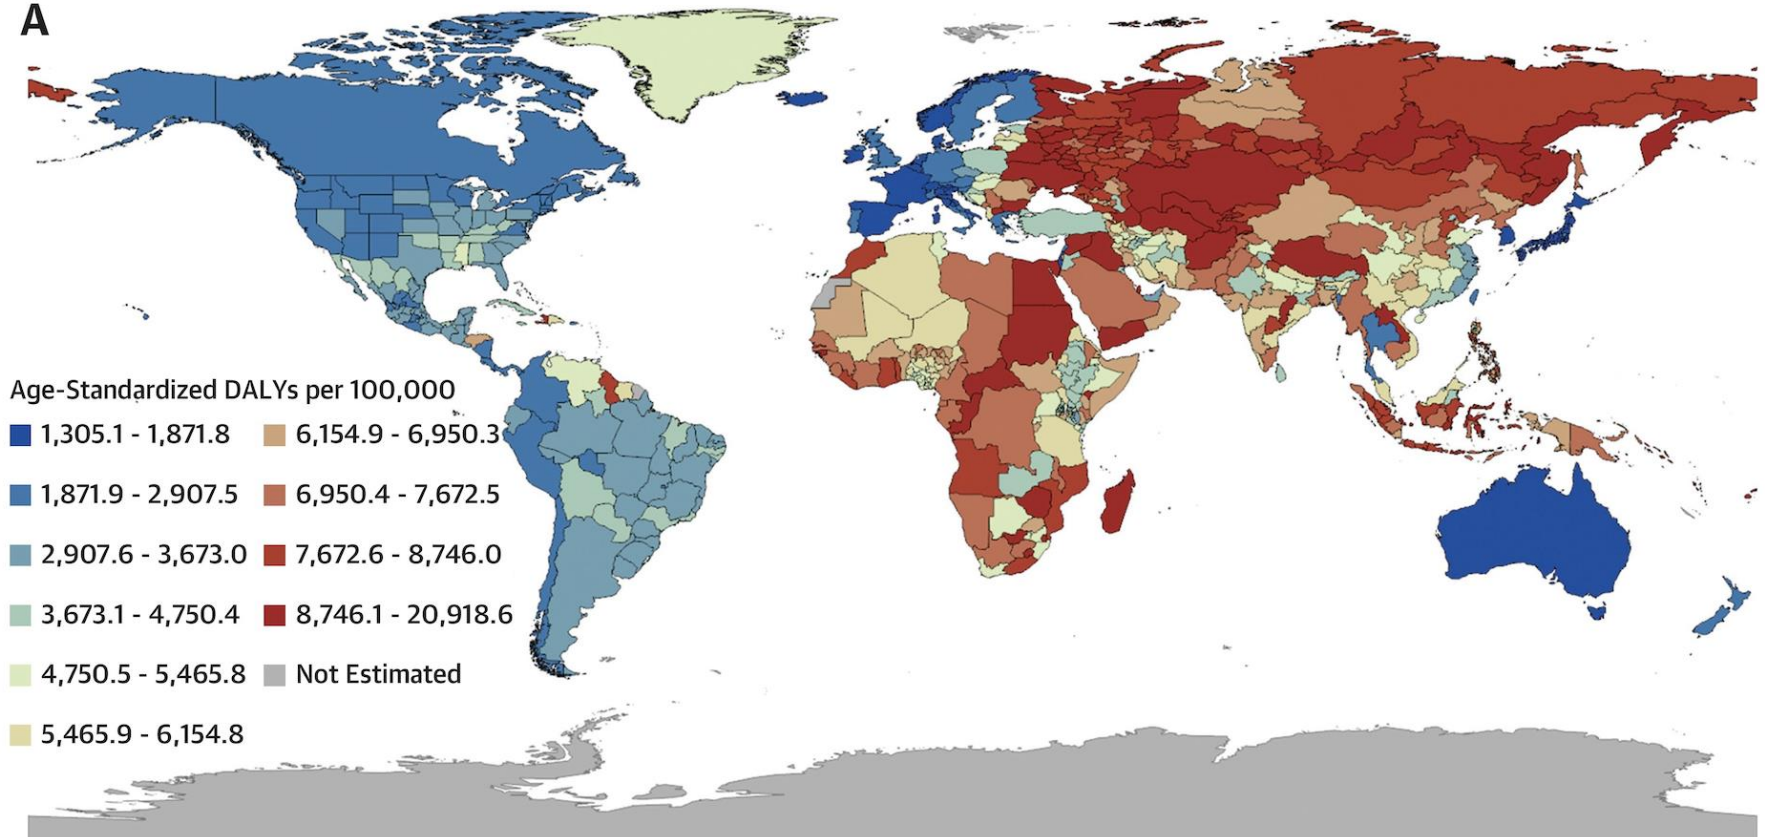 A
Age-Standardized DALYs per 100,000
1,305.1 - 1,871.8
1,871.9 - 2,907.5
2,907.6 - 3,673.0
3,673.1 - 4,750.4
4,750.5 - 5,465.8
5,465.9 - 6,154.8
6,154.9 - 6,950.3
6,950.4 - 7,672.5
7,672.6 - 8,746.0
8,746.1 - 20,918.6
Not Estimated